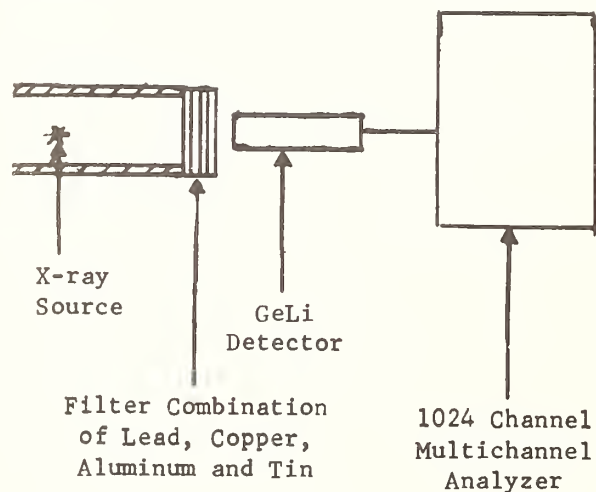 X-ray
Source
GeLi
Detector
Filter Combination
of Lead, Copper,
Aluminum and Tin
1024 Channel
Multichannel
Analyzer